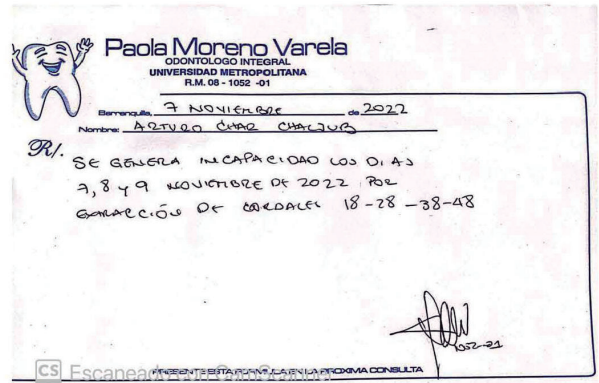 Paola Moreno Varela
ODONTOLOGO INTEGRAL
UNIVERSIDAD METROPOLITANA
R.M. 08 - 1052 -01
Barranquilla, 7 NOVIEMBRE de 2022
Nombre: ARTURO CHAR CHALJUB
R/.
SE GENERA INCAPACIDAD LOS DIAS
7, 8 y 9 NOVIEMBRE DE 2022 POR
EXTRACCIÓN DE CORDALES 18-28-38-48
1052-01
PRESENTE ESTA FORMULA EN LA PROXIMA CONSULTA
CS Escaneado con CamScanner